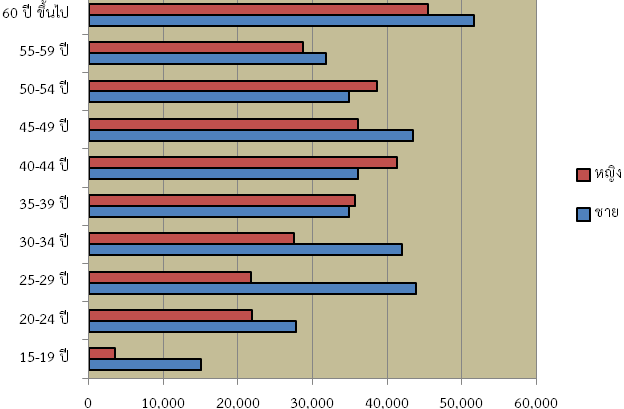 60 ปี ขึ้นไป
55-59 ปี
50-54 ปี
45-49 ปี
40-44 ปี
35-39 ปี
30-34 ปี
25-29 ปี
20-24 ปี
15-19 ปี
0 10,000 20,000 30,000 40,000 50,000 60,000
หญิง
ชาย